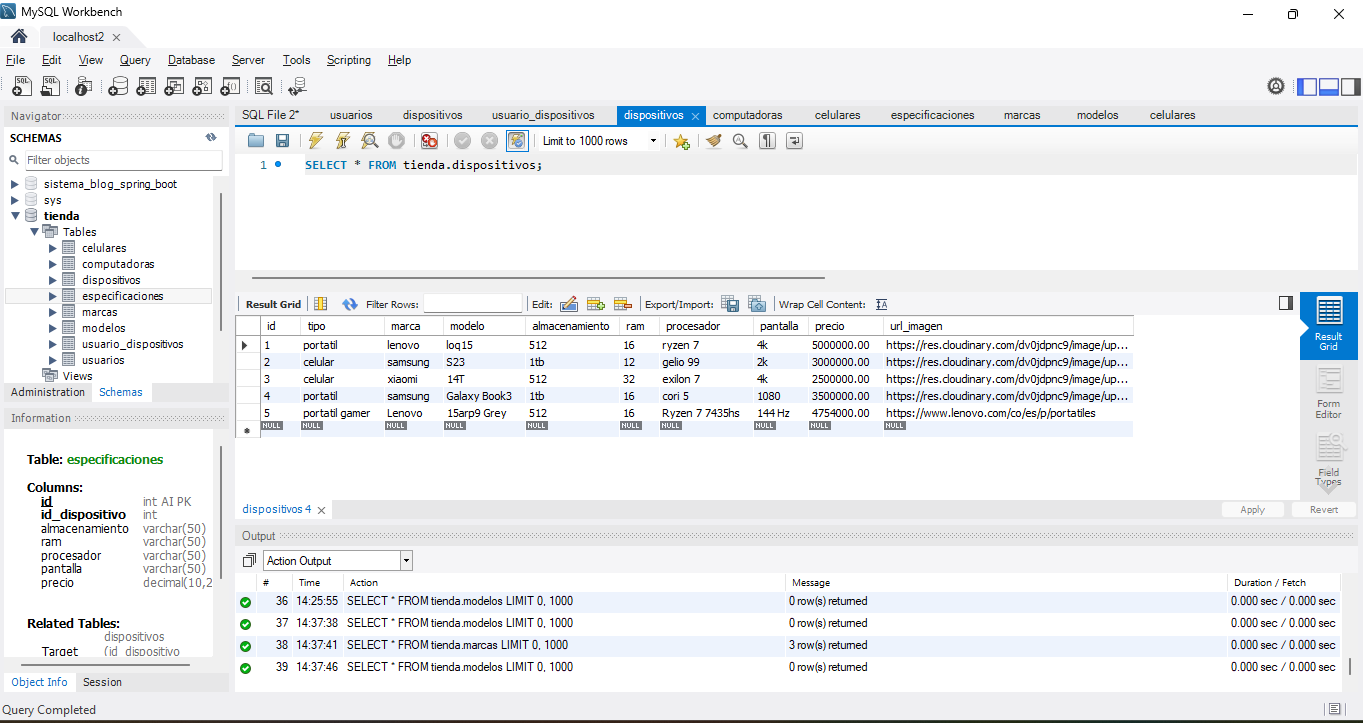 MySQL Workbench
localhost2
File Edit View Query Database Server Tools Scripting Help
Navigator
SCHEMAS
Filter objects
sistema_blog_spring_boot
sys
tienda
Tables
celulares
computadoras
dispositivos
especificaciones
marcas
modelos
usuario_dispositivos
usuarios
Views
Administration Schemas
Information
Table: especificaciones
Columns:
id int AI PK
id_dispositivo int
almacenamiento varchar(50)
ram varchar(50)
procesador varchar(50)
pantalla varchar(50)
precio decimal(10,2
Related Tables:
dispositivos
Target (id_dispositivo
Object Info Session
SQL File 2* usuarios dispositivos usuario_dispositivos dispositivos computadoras celulares especificaciones marcas modelos celulares
Limit to 1000 rows
1 SELECT * FROM tienda.dispositivos;
Result Grid Filter Rows: Edit: Export/Import: Wrap Cell Content:
id tipo marca modelo almacenamiento ram procesador pantalla precio url_imagen
1 portatil lenovo loq15 512 16 ryzen 7 4k 5000000.00 https://res.cloudinary.com/dv0jdpnc9/image/up...
2 celular samsung S23 1tb 12 gelio 99 2k 3000000.00 https://res.cloudinary.com/dv0jdpnc9/image/up...
3 celular xiaomi 14T 512 32 exilon 7 4k 2500000.00 https://res.cloudinary.com/dv0jdpnc9/image/up...
4 portatil samsung Galaxy Book3 1tb 16 cori 5 1080 3500000.00 https://res.cloudinary.com/dv0jdpnc9/image/up...
5 portatil gamer Lenovo 15arp9 Grey 512 16 Ryzen 7 7435hs 144 Hz 4754000.00 https://www.lenovo.com/co/es/p/portatiles
NULL NULL NULL NULL NULL NULL NULL NULL NULL NULL
Result Grid
Form Editor
Field Types
dispositivos 4
Apply Revert
Output
Action Output
# Time Action Message Duration / Fetch
36 14:25:55 SELECT * FROM tienda.modelos LIMIT 0, 1000 0 row(s) returned 0.000 sec / 0.000 sec
37 14:37:38 SELECT * FROM tienda.modelos LIMIT 0, 1000 0 row(s) returned 0.000 sec / 0.000 sec
38 14:37:41 SELECT * FROM tienda.marcas LIMIT 0, 1000 3 row(s) returned 0.000 sec / 0.000 sec
39 14:37:46 SELECT * FROM tienda.modelos LIMIT 0, 1000 0 row(s) returned 0.000 sec / 0.000 sec
Query Completed